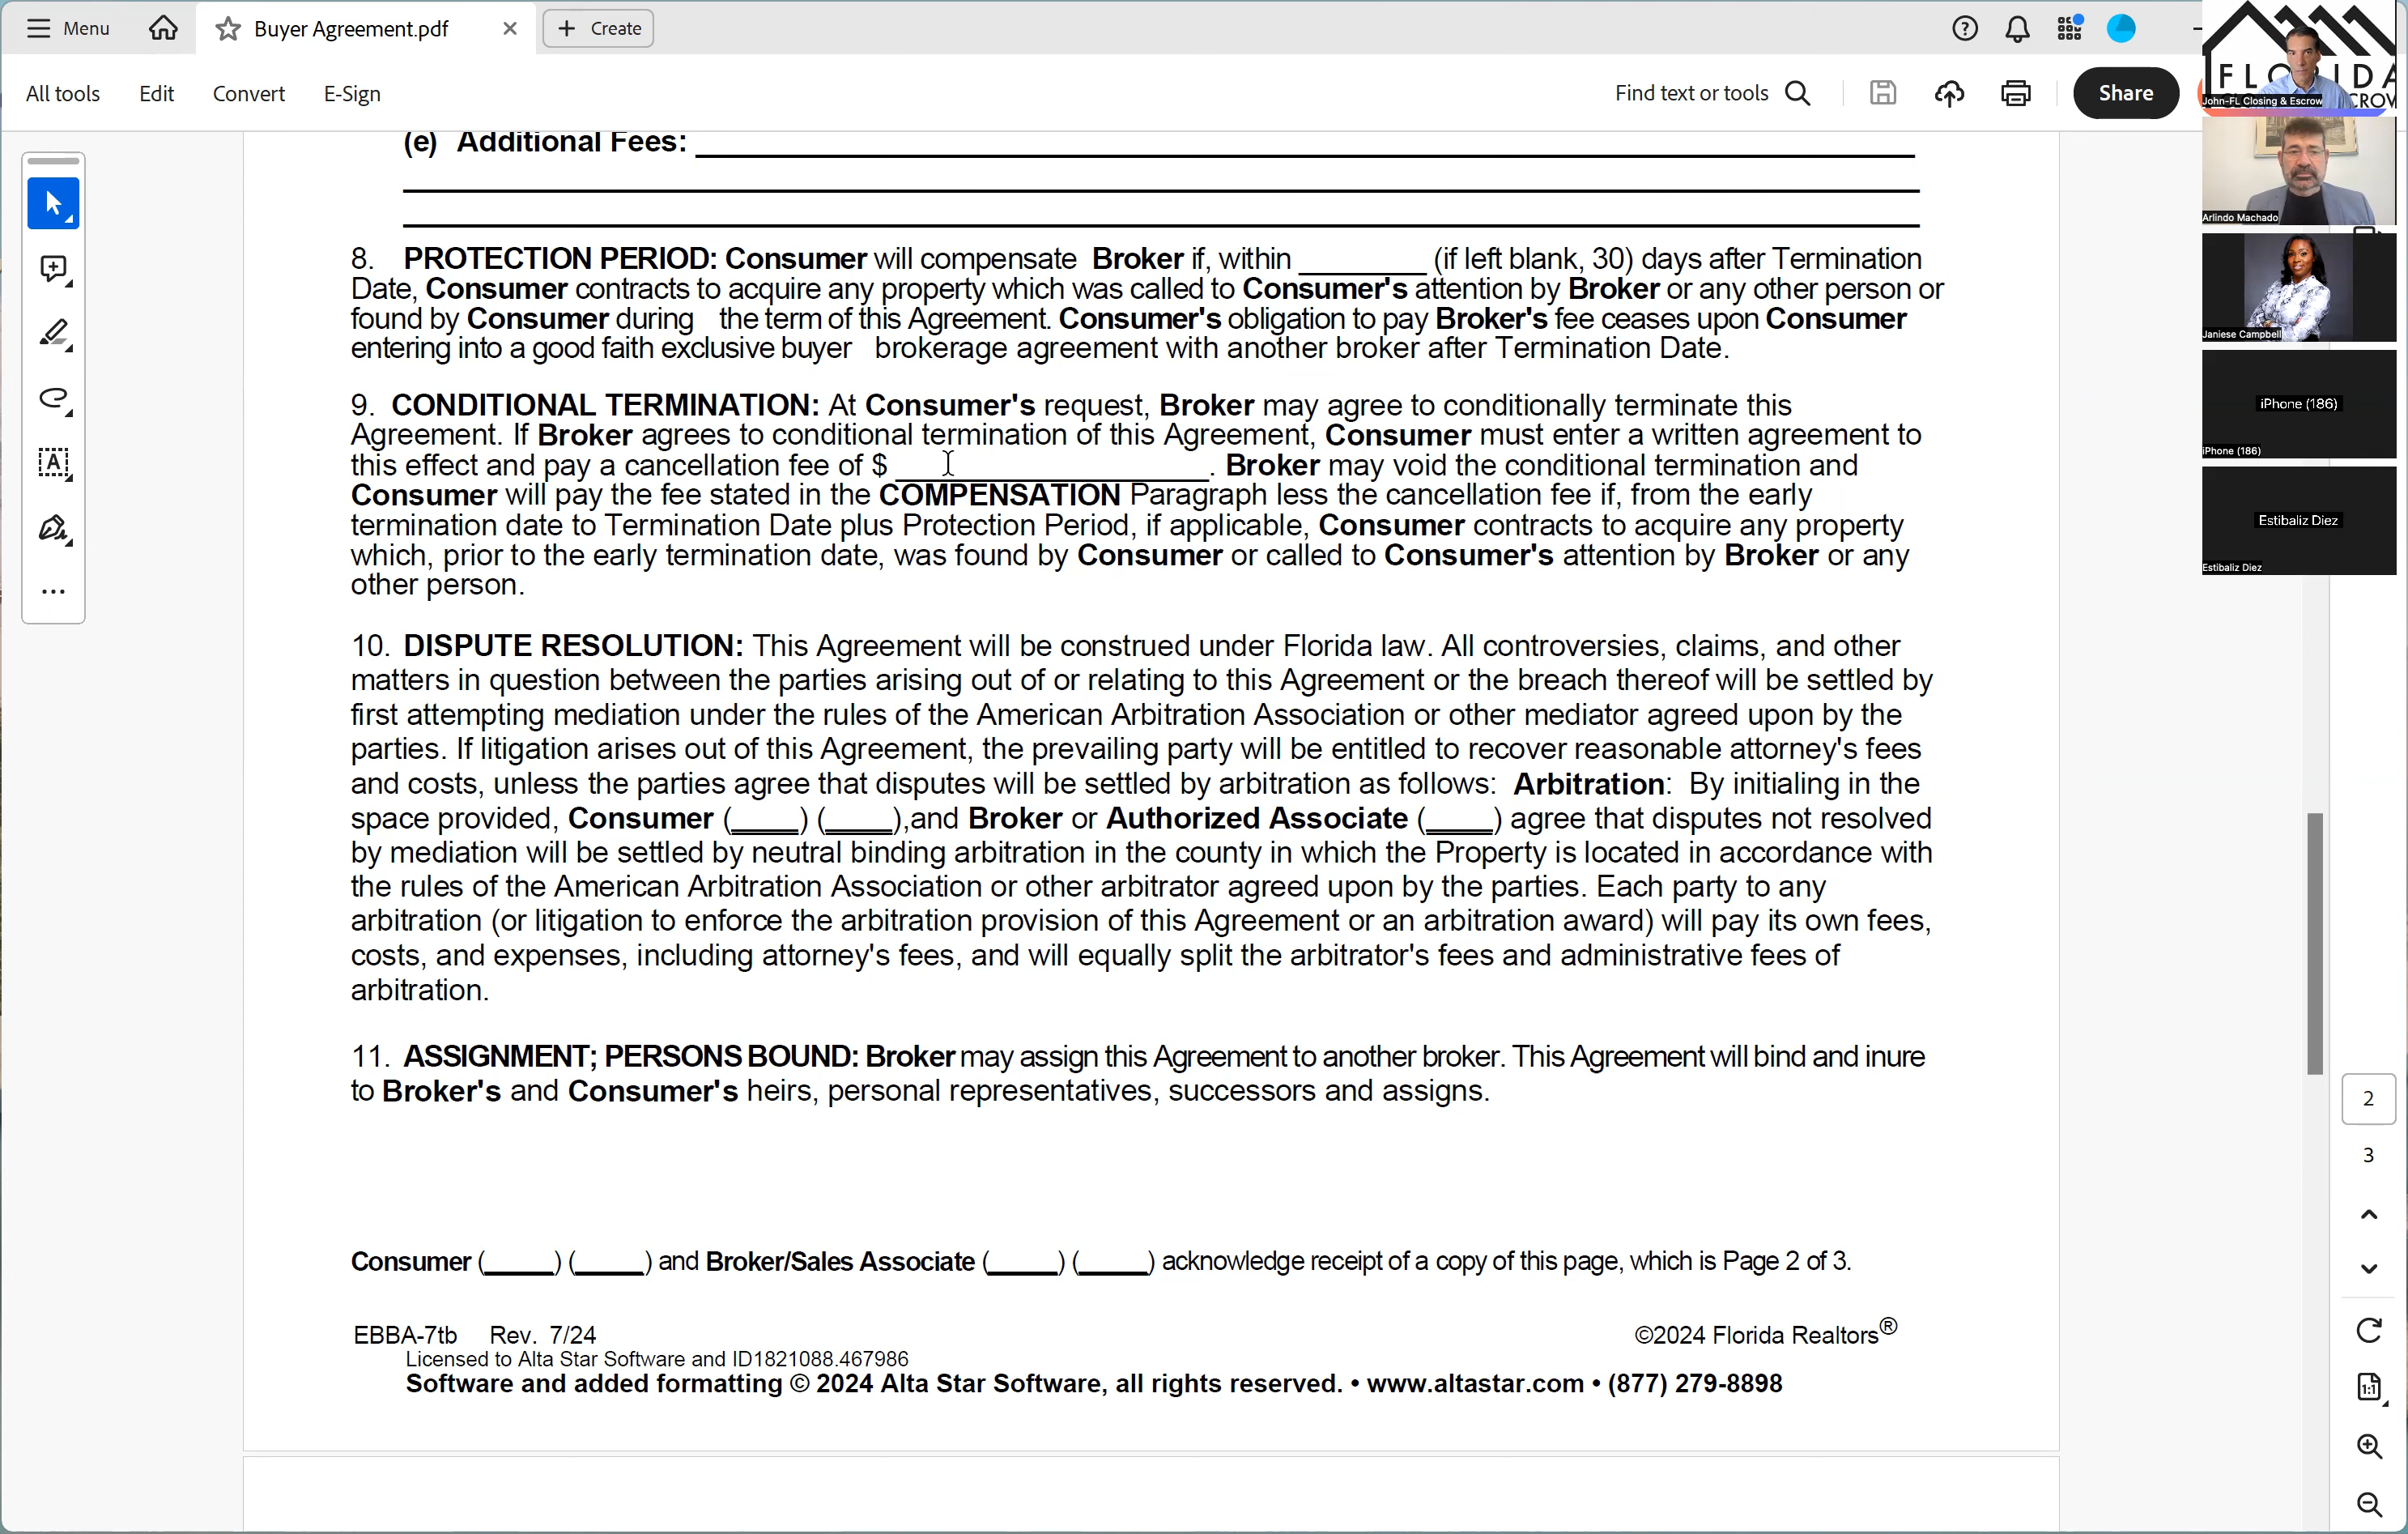 Menu
Buyer Agreement.pdf
Create
All tools
Edit
Convert
E-Sign
Find text or tools
Share
(e) Additional Fees:
8. PROTECTION PERIOD: Consumer will compensate Broker if, within ________ (if left blank, 30) days after Termination
Date, Consumer contracts to acquire any property which was called to Consumer's attention by Broker or any other person or
found by Consumer during the term of this Agreement. Consumer's obligation to pay Broker's fee ceases upon Consumer
entering into a good faith exclusive buyer brokerage agreement with another broker after Termination Date.
9. CONDITIONAL TERMINATION: At Consumer's request, Broker may agree to conditionally terminate this
Agreement. If Broker agrees to conditional termination of this Agreement, Consumer must enter a written agreement to
this effect and pay a cancellation fee of $ ____________________. Broker may void the conditional termination and
Consumer will pay the fee stated in the COMPENSATION Paragraph less the cancellation fee if, from the early
termination date to Termination Date plus Protection Period, if applicable, Consumer contracts to acquire any property
which, prior to the early termination date, was found by Consumer or called to Consumer's attention by Broker or any
other person.
10. DISPUTE RESOLUTION: This Agreement will be construed under Florida law. All controversies, claims, and other
matters in question between the parties arising out of or relating to this Agreement or the breach thereof will be settled by
first attempting mediation under the rules of the American Arbitration Association or other mediator agreed upon by the
parties. If litigation arises out of this Agreement, the prevailing party will be entitled to recover reasonable attorney's fees
and costs, unless the parties agree that disputes will be settled by arbitration as follows: Arbitration: By initialing in the
space provided, Consumer (____) (____),and Broker or Authorized Associate (____) agree that disputes not resolved
by mediation will be settled by neutral binding arbitration in the county in which the Property is located in accordance with
the rules of the American Arbitration Association or other arbitrator agreed upon by the parties. Each party to any
arbitration (or litigation to enforce the arbitration provision of this Agreement or an arbitration award) will pay its own fees,
costs, and expenses, including attorney's fees, and will equally split the arbitrator's fees and administrative fees of
arbitration.
11. ASSIGNMENT; PERSONS BOUND: Broker may assign this Agreement to another broker. This Agreement will bind and inure
to Broker's and Consumer's heirs, personal representatives, successors and assigns.
Consumer (_____) (_____) and Broker/Sales Associate (_____) (_____) acknowledge receipt of a copy of this page, which is Page 2 of 3.
EBBA-7tb Rev. 7/24
©2024 Florida Realtors®
Licensed to Alta Star Software and ID1821088.467986
Software and added formatting © 2024 Alta Star Software, all rights reserved. • www.altastar.com • (877) 279-8898
John-FL Closing & Escrow
Arlindo Machado
Janiese Campbell
iPhone (186)
iPhone (186)
Estibaliz Diez
Estibaliz Diez
2
3
1:1